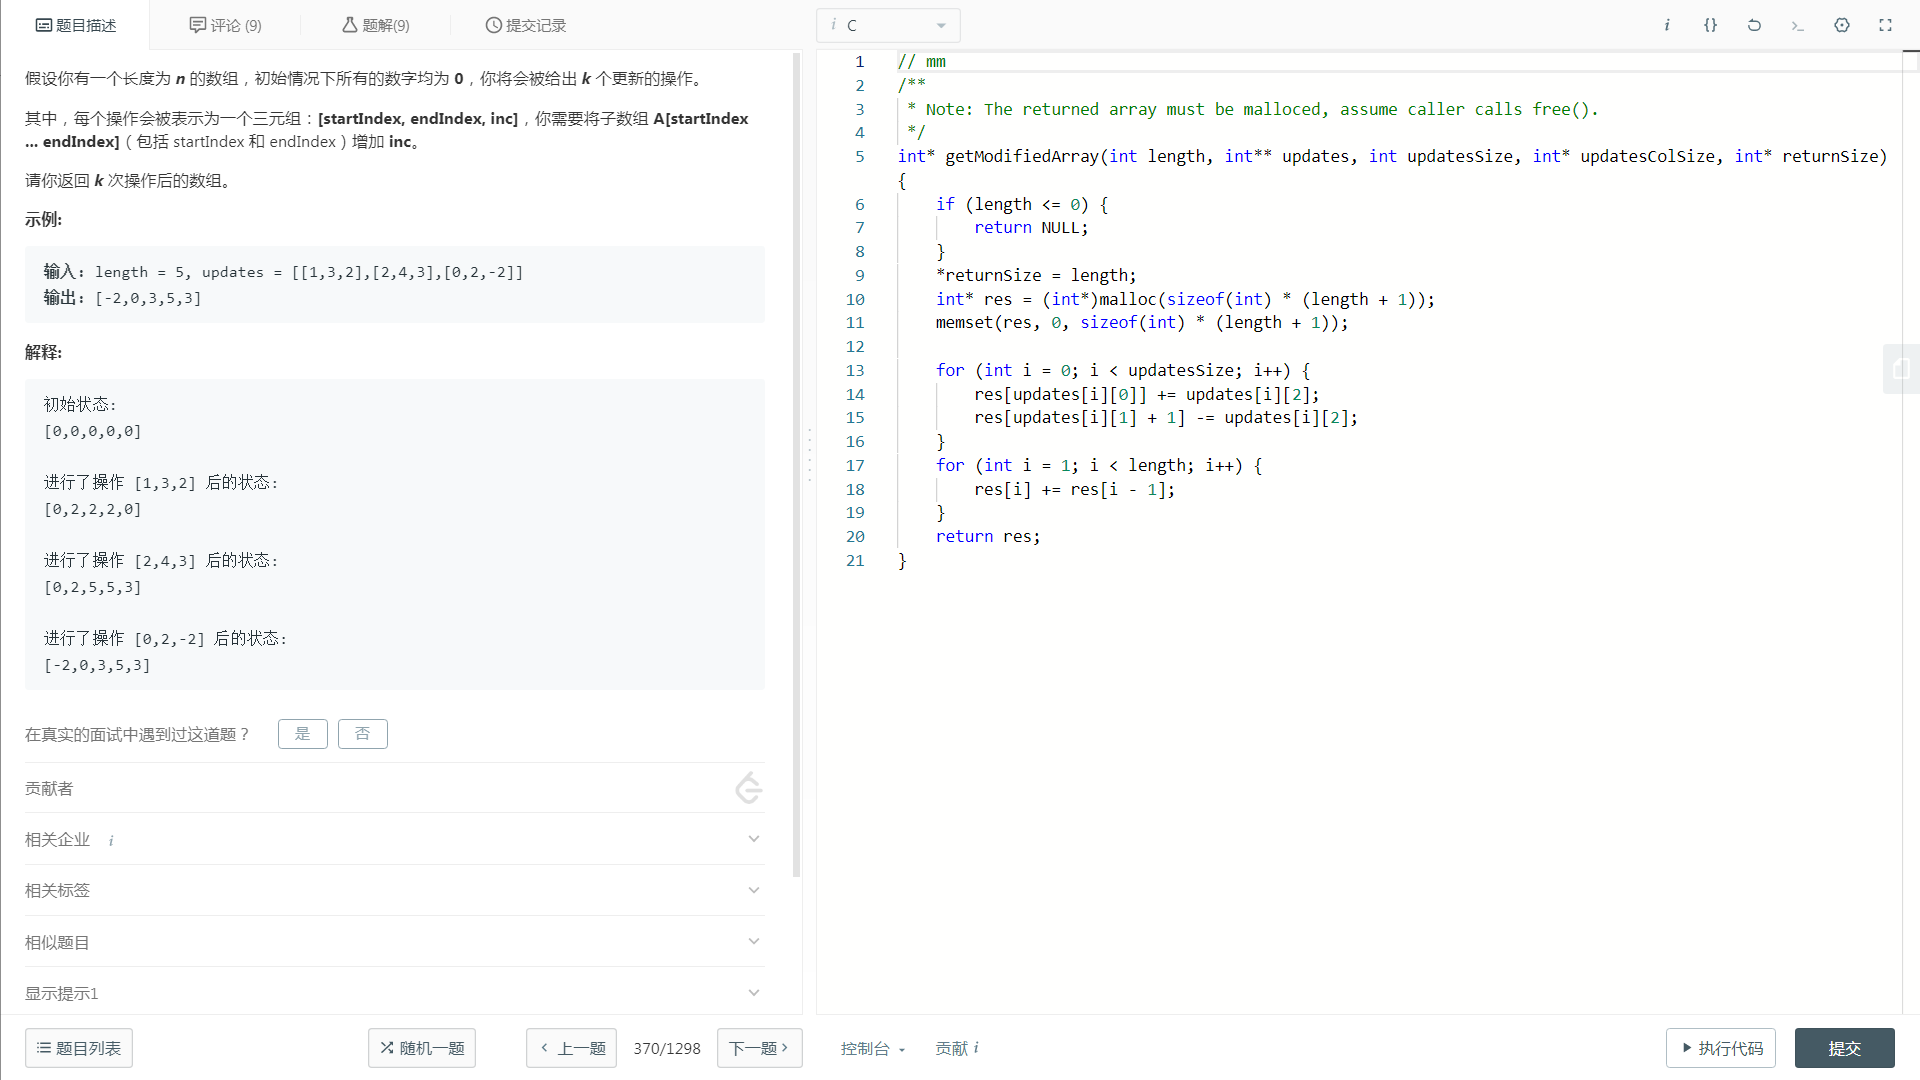 题目描述
评论 (9)
题解(9)
提交记录
假设你有一个长度为 n 的数组，初始情况下所有的数字均为 0，你将会被给出 k 个更新的操作。
其中，每个操作会被表示为一个三元组：[startIndex, endIndex, inc]，你需要将子数组 A[startIndex
... endIndex]（包括 startIndex 和 endIndex）增加 inc。
请你返回 k 次操作后的数组。
示例:
输入: length = 5, updates = [[1,3,2],[2,4,3],[0,2,-2]]
输出: [-2,0,3,5,3]
解释:
初始状态:
[0,0,0,0,0]
进行了操作 [1,3,2] 后的状态:
[0,2,2,2,0]
进行了操作 [2,4,3] 后的状态:
[0,2,5,5,3]
进行了操作 [0,2,-2] 后的状态:
[-2,0,3,5,3]
在真实的面试中遇到过这道题？
是
否
贡献者
相关企业 i
相关标签
相似题目
显示提示1
题目列表
随机一题
上一题
370/1298
下一题
i C
i {} >_
1 // mm
2 /**
3  * Note: The returned array must be malloced, assume caller calls free().
4  */
5 int* getModifiedArray(int length, int** updates, int updatesSize, int* updatesColSize, int* returnSize)
{
6     if (length <= 0) {
7         return NULL;
8     }
9     *returnSize = length;
10     int* res = (int*)malloc(sizeof(int) * (length + 1));
11     memset(res, 0, sizeof(int) * (length + 1));
12
13     for (int i = 0; i < updatesSize; i++) {
14         res[updates[i][0]] += updates[i][2];
15         res[updates[i][1] + 1] -= updates[i][2];
16     }
17     for (int i = 1; i < length; i++) {
18         res[i] += res[i - 1];
19     }
20     return res;
21 }
控制台
贡献 i
执行代码
提交